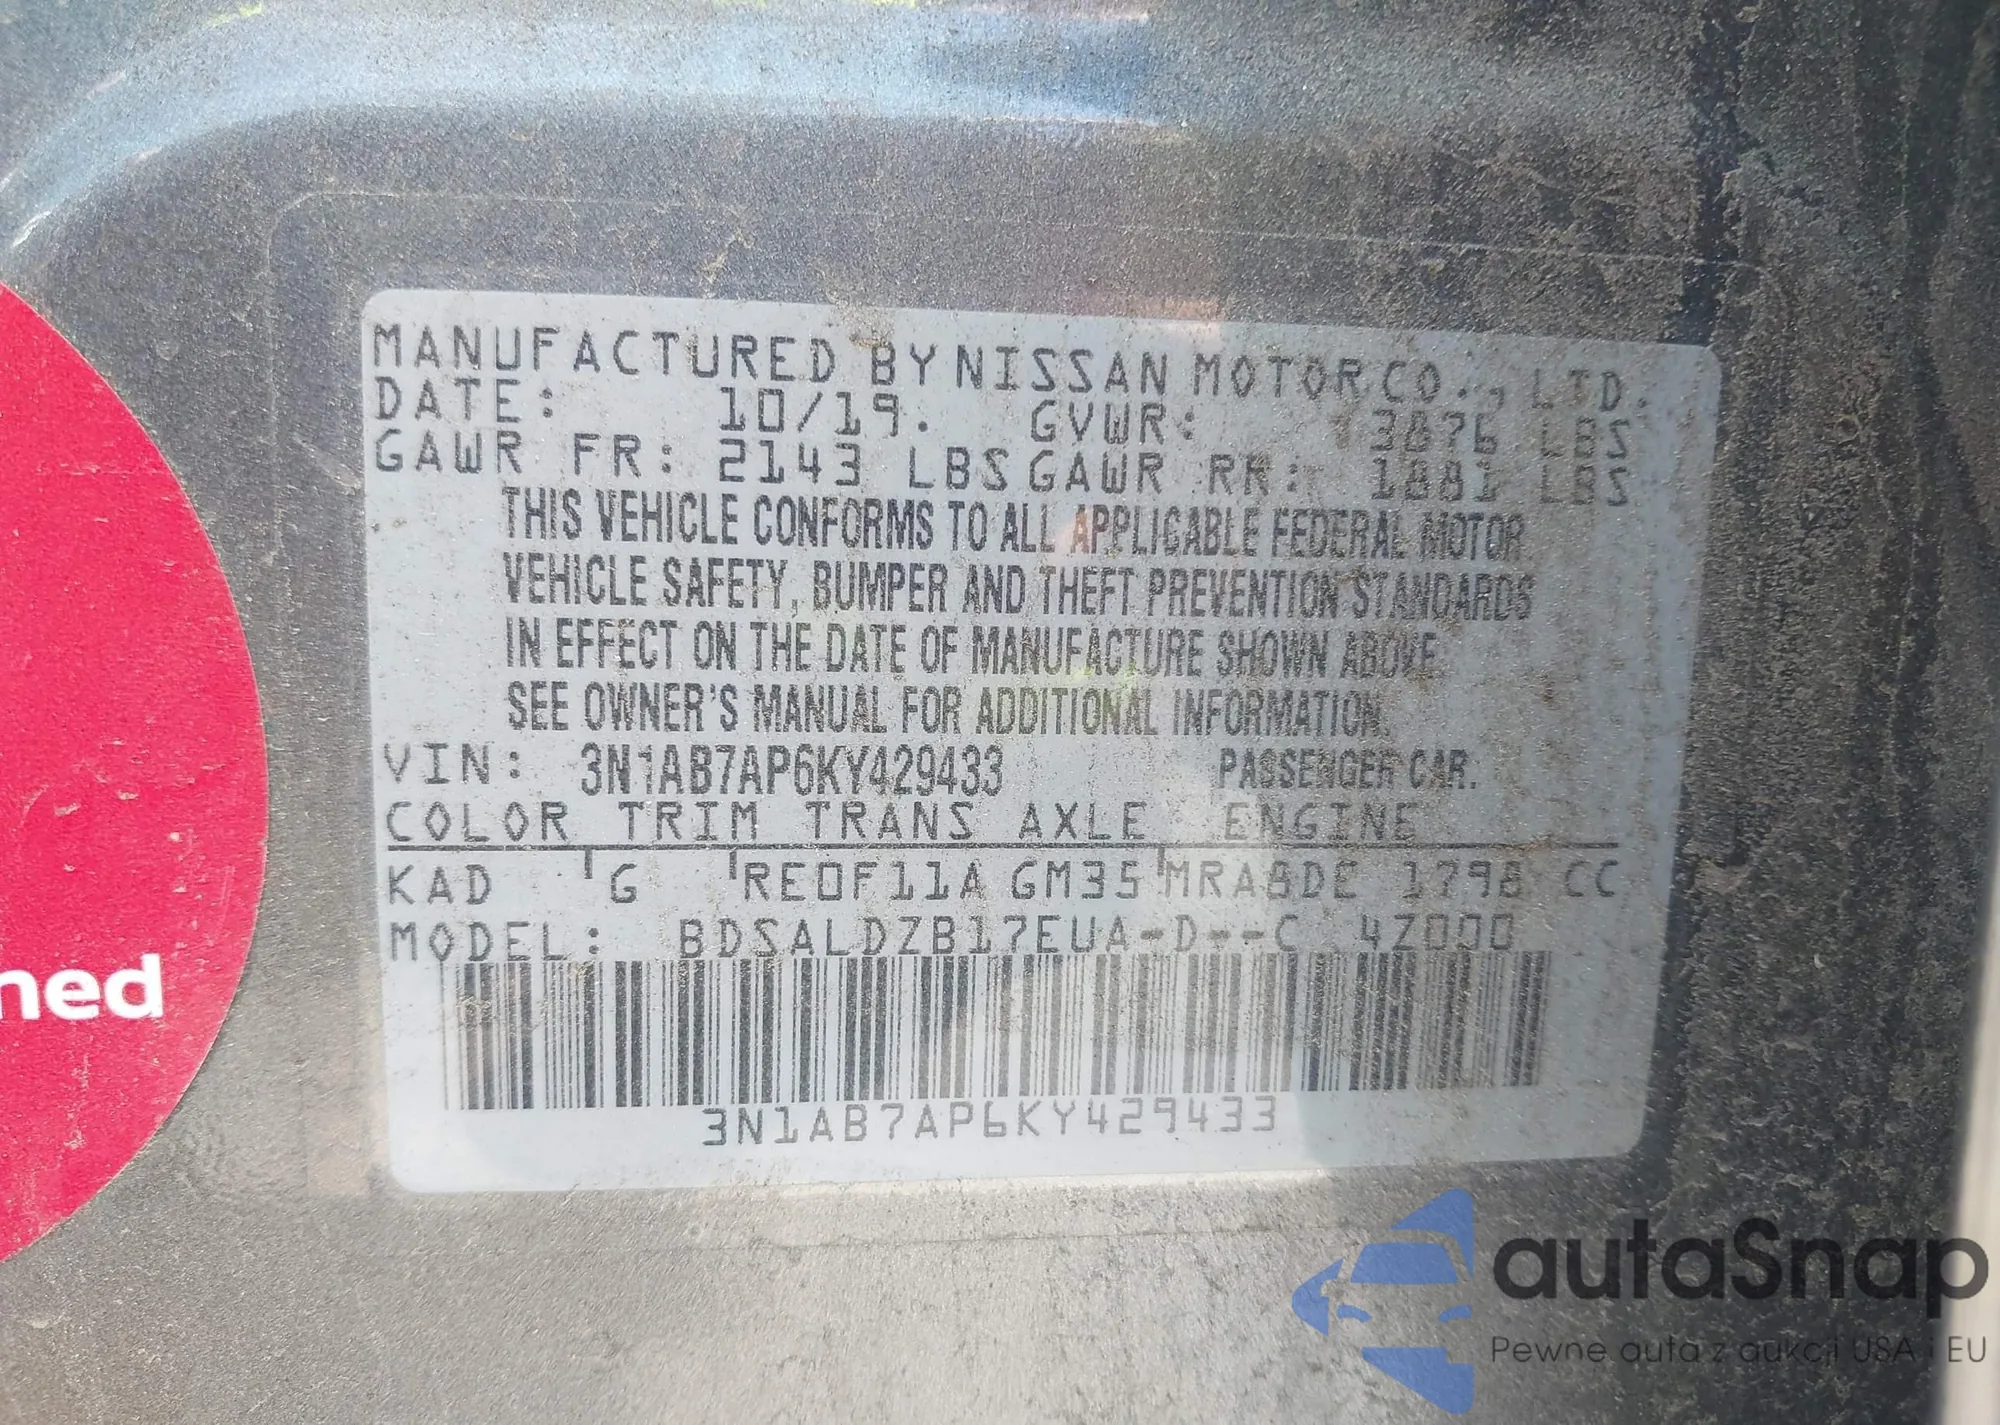 MANUFACTURED BY NISSAN MOTOR CO., LTD.
DATE: 10/19. GVWR: 3876 LBS
GAWR FR: 2143 LBS GAWR RR: 1881 LBS
THIS VEHICLE CONFORMS TO ALL APPLICABLE FEDERAL MOTOR
VEHICLE SAFETY, BUMPER AND THEFT PREVENTION STANDARDS
IN EFFECT ON THE DATE OF MANUFACTURE SHOWN ABOVE
SEE OWNER'S MANUAL FOR ADDITIONAL INFORMATION.
VIN: 3N1AB7AP6KY429433 PASSENGER CAR.
COLOR TRIM TRANS AXLE ENGINE
KAD G RE0F11A GM35 MRA8DE 1798 CC
MODEL: BDSALDZB17EUA-D--C 4Z000
3N1AB7AP6KY429433
ned
autaSnap
Pewne auta z aukcji USA i EU